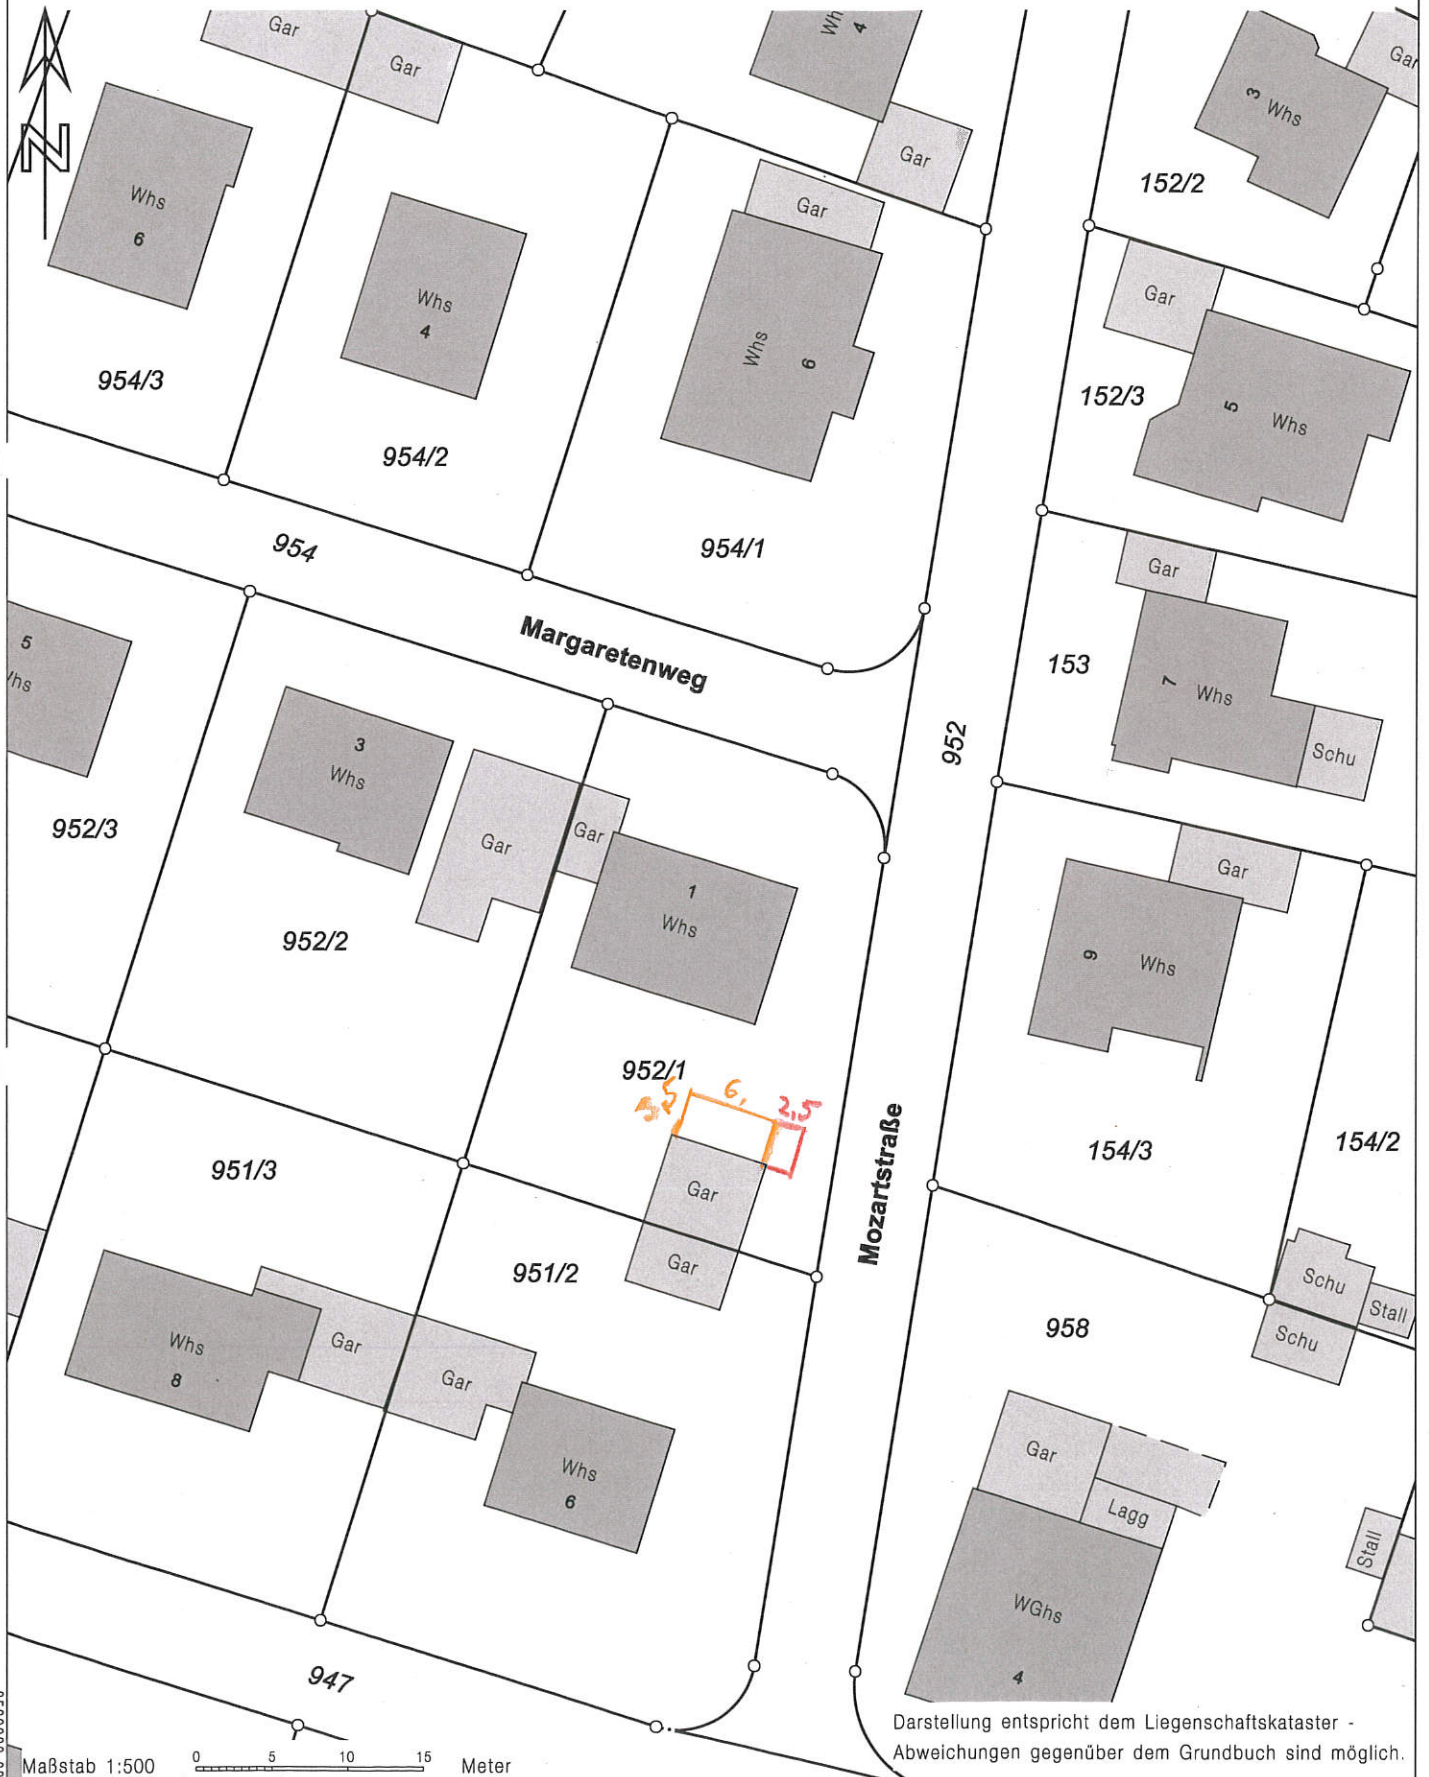 Gar
Gar
4
Gar
N
Gar
3
Whs
152/2
Whs
6
Gar
Gar
Whs
4
Whs
6
954/3
152/3
5
Whs
954/2
954
954/1
Gar
Margaretenweg
5
153
7
Whs
952
Schu
3
Whs
952/3
Gar
Gar
Gar
1
Whs
952/2
9
Whs
952/1
3,5
6,
2,5
Mozartstraße
154/3
154/2
951/3
Gar
951/2
Gar
Schu
Stall
958
Schu
Whs
8
Gar
Gar
Gar
Whs
6
Lagg
Stall
WGhs
4
947
Darstellung entspricht dem Liegenschaftskataster -
Abweichungen gegenüber dem Grundbuch sind möglich.
Maßstab 1:500 0 5 10 15 Meter